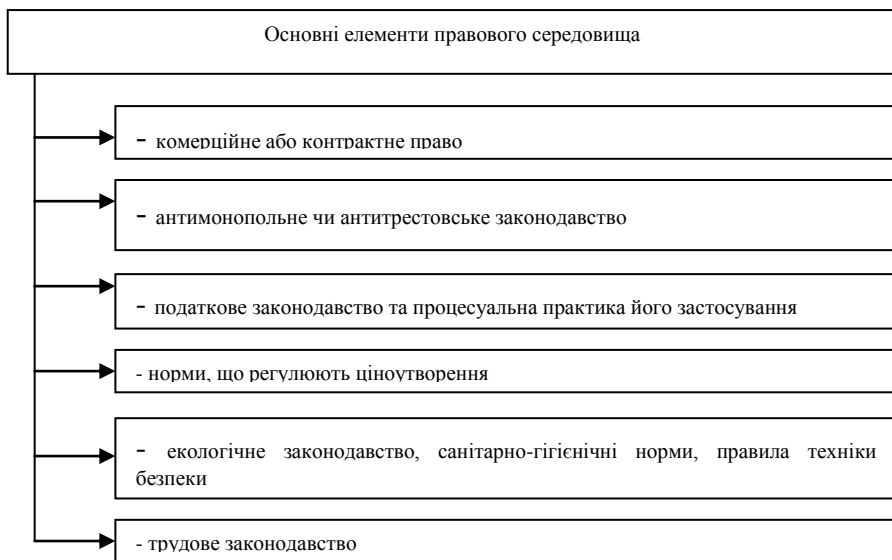 Основні елементи правового середовища
- комерційне або контрактне право
- антимонопольне чи антитрестовське законодавство
- податкове законодавство та процесуальна практика його застосування
- норми, що регулюють ціноутворення
- екологічне законодавство, санітарно-гігієнічні норми, правила техніки
безпеки
- трудове законодавство